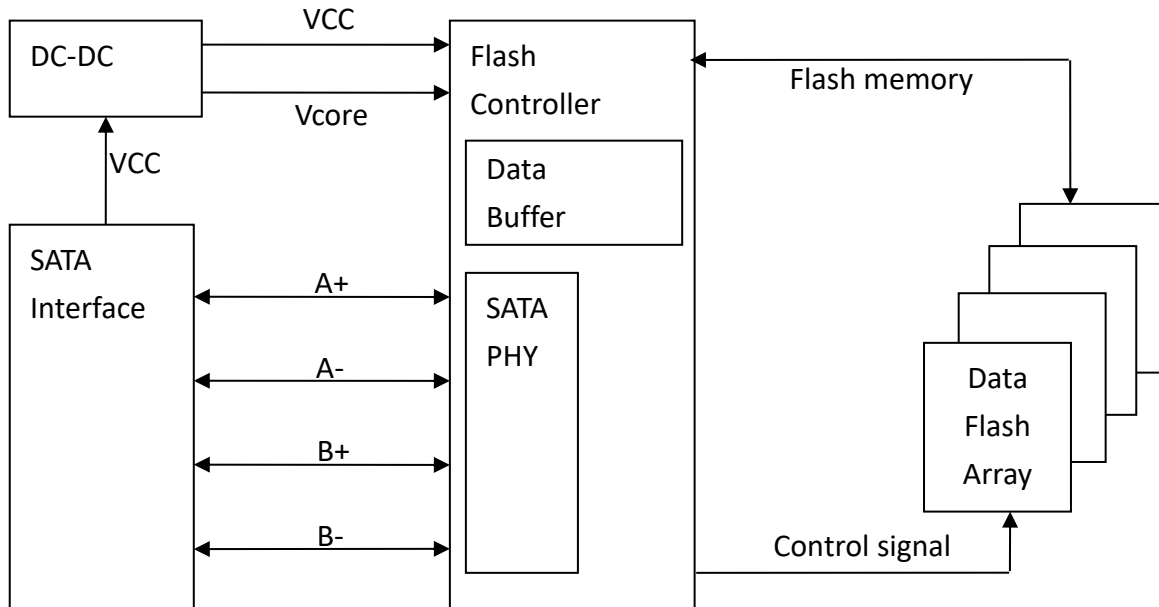 VCC
DC-DC
Flash
Controller
Flash memory
Vcore
VCC
Data
Buffer
SATA
Interface
A+
SATA
PHY
A-
B+
B-
Data
Flash
Array
Control signal